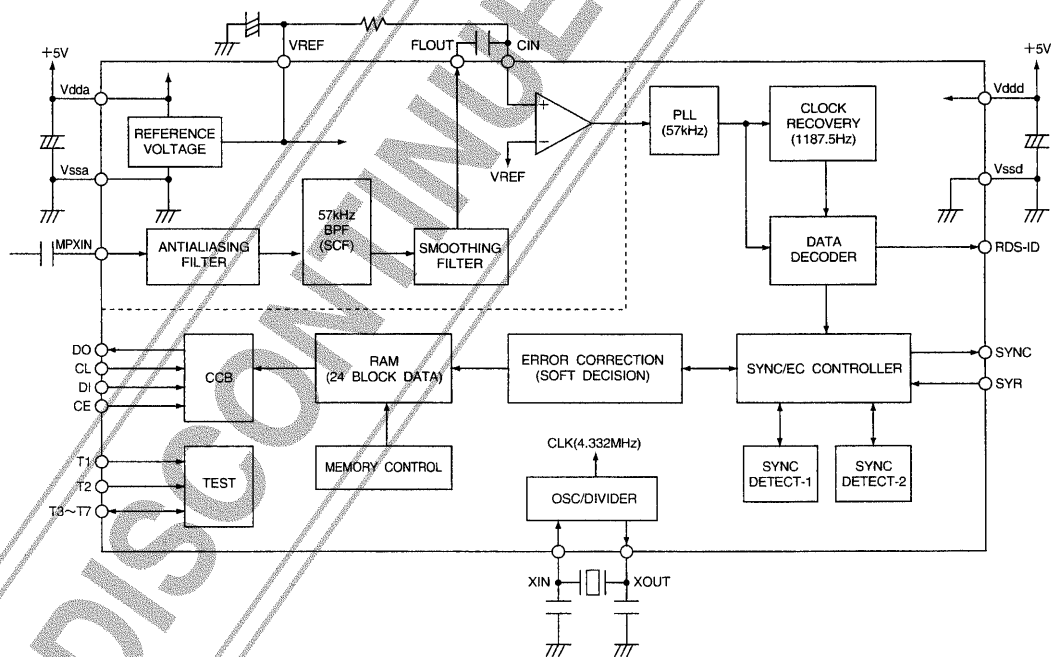 +5V
VREF
FLOUT
CIN
+5V
Vdda
Vddd
REFERENCE
VOLTAGE
PLL
(57kHz)
CLOCK
RECOVERY
(1187.5Hz)
+
−
VREF
Vssa
Vssd
MPXIN
ANTIALIASING
FILTER
57kHz
BPF
(SCF)
SMOOTHING
FILTER
DATA
DECODER
RDS-ID
DO
CL
DI
CE
CCB
RAM
(24 BLOCK DATA)
ERROR CORRECTION
(SOFT DECISION)
SYNC/EC CONTROLLER
SYNC
SYR
T1
T2
T3~T7
TEST
MEMORY CONTROL
CLK(4.332MHz)
OSC/DIVIDER
SYNC
DETECT-1
SYNC
DETECT-2
XIN
XOUT
DISCONTINUE